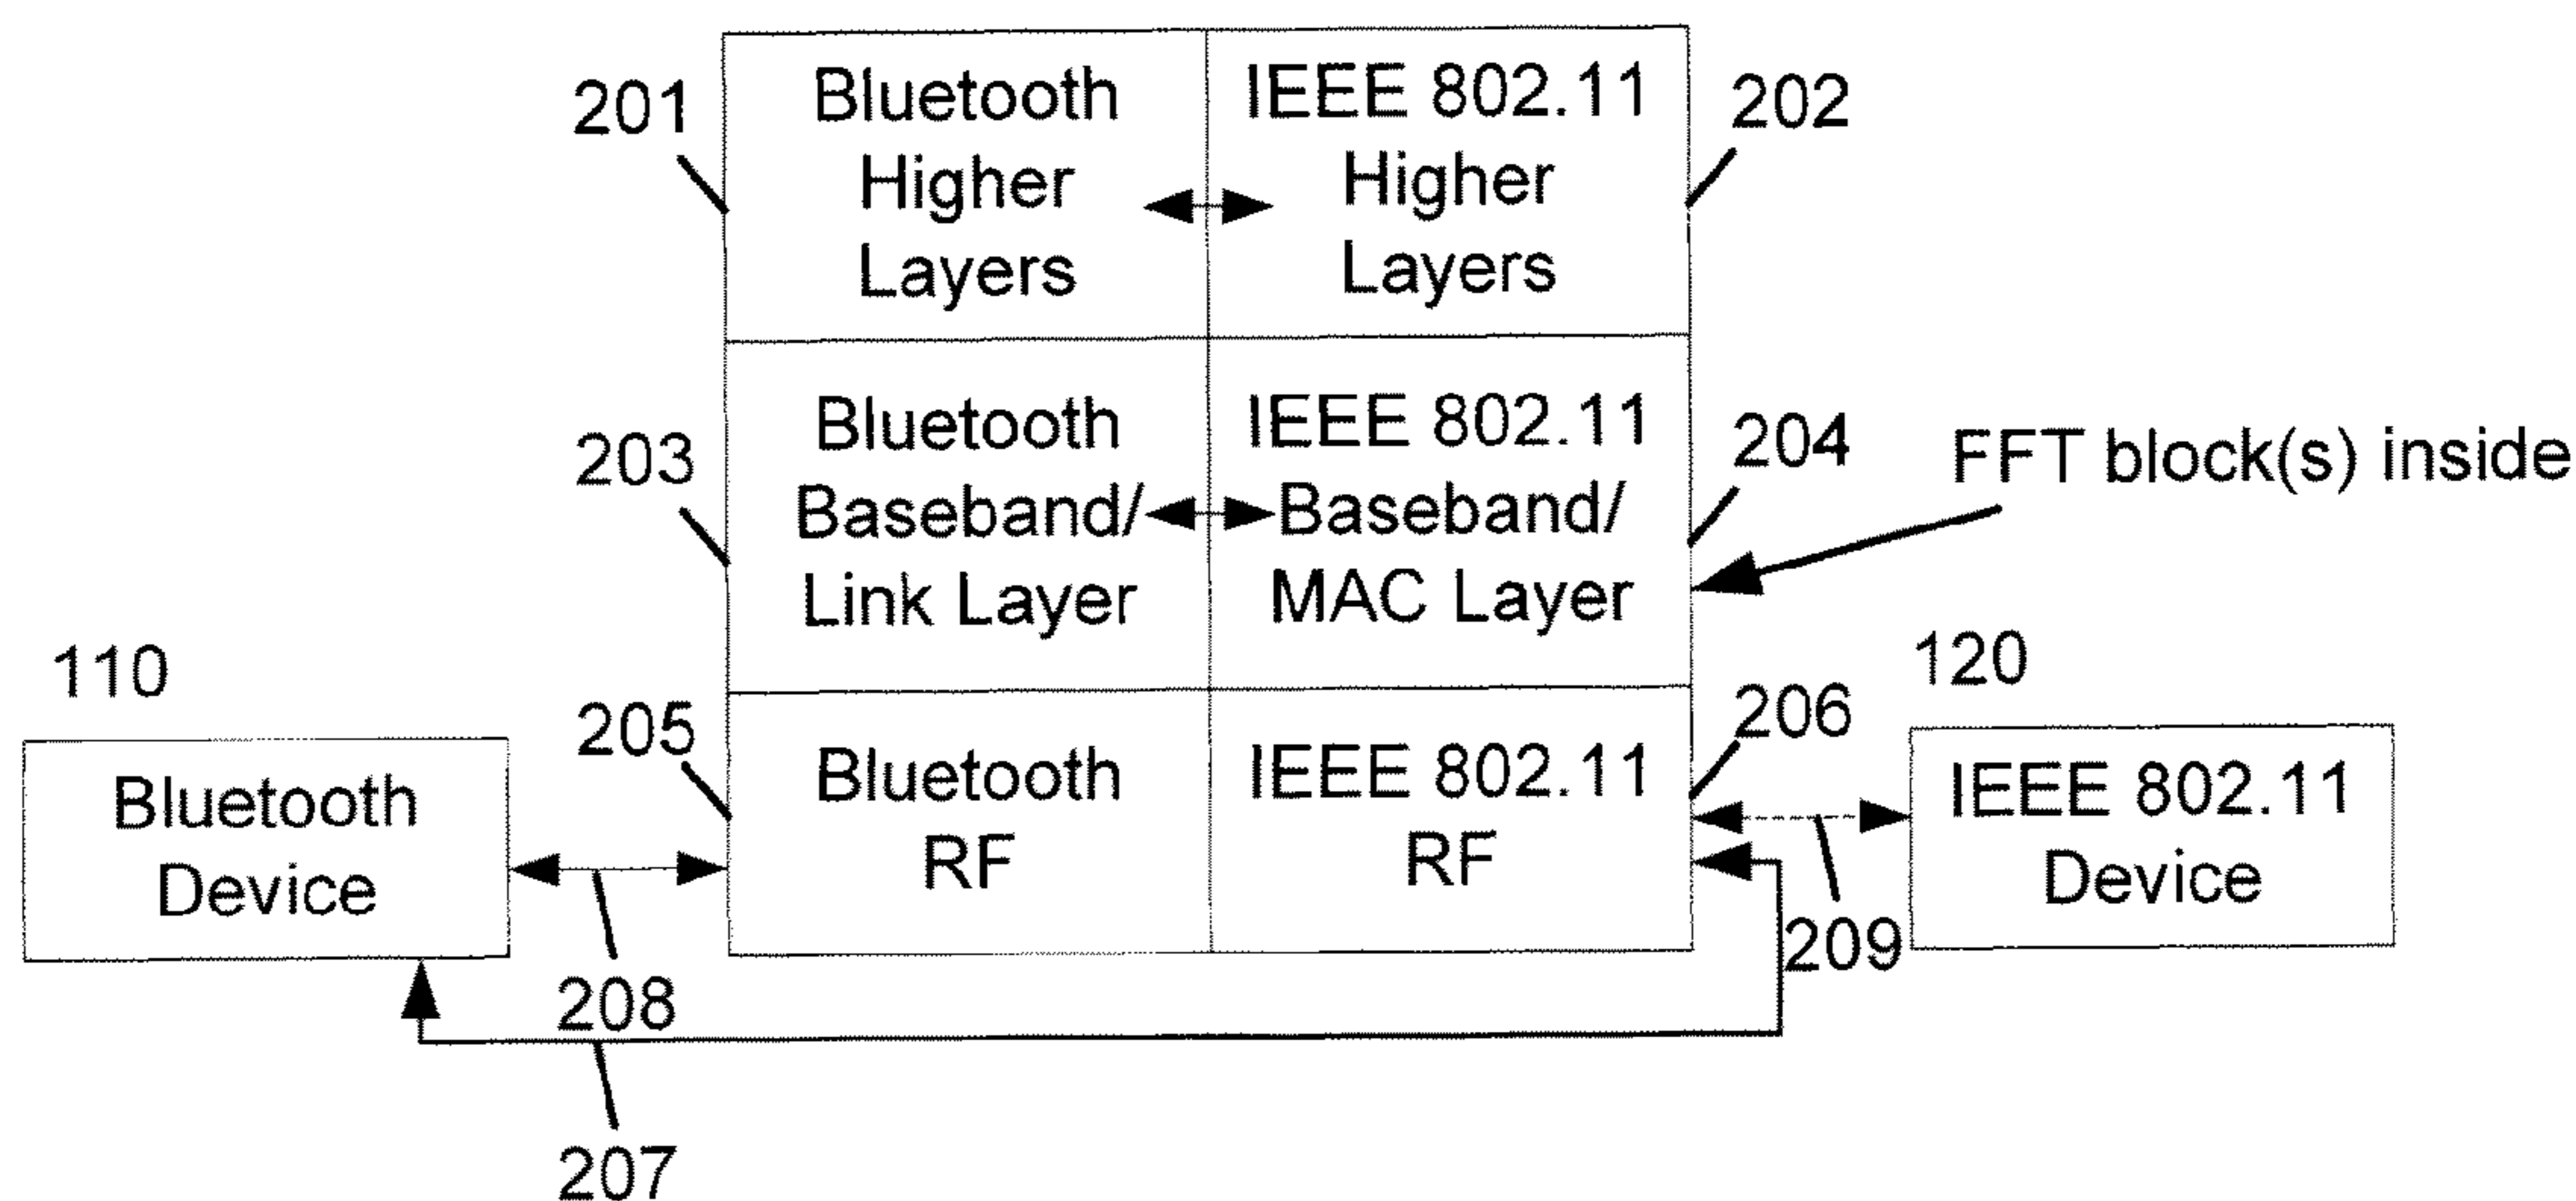 201
Bluetooth
Higher
Layers
IEEE 802.11
Higher
Layers
202
203
Bluetooth
Baseband/
Link Layer
IEEE 802.11
Baseband/
MAC Layer
204
FFT block(s) inside
110
Bluetooth
Device
205
Bluetooth
RF
IEEE 802.11
RF
206
120
IEEE 802.11
Device
208
209
207